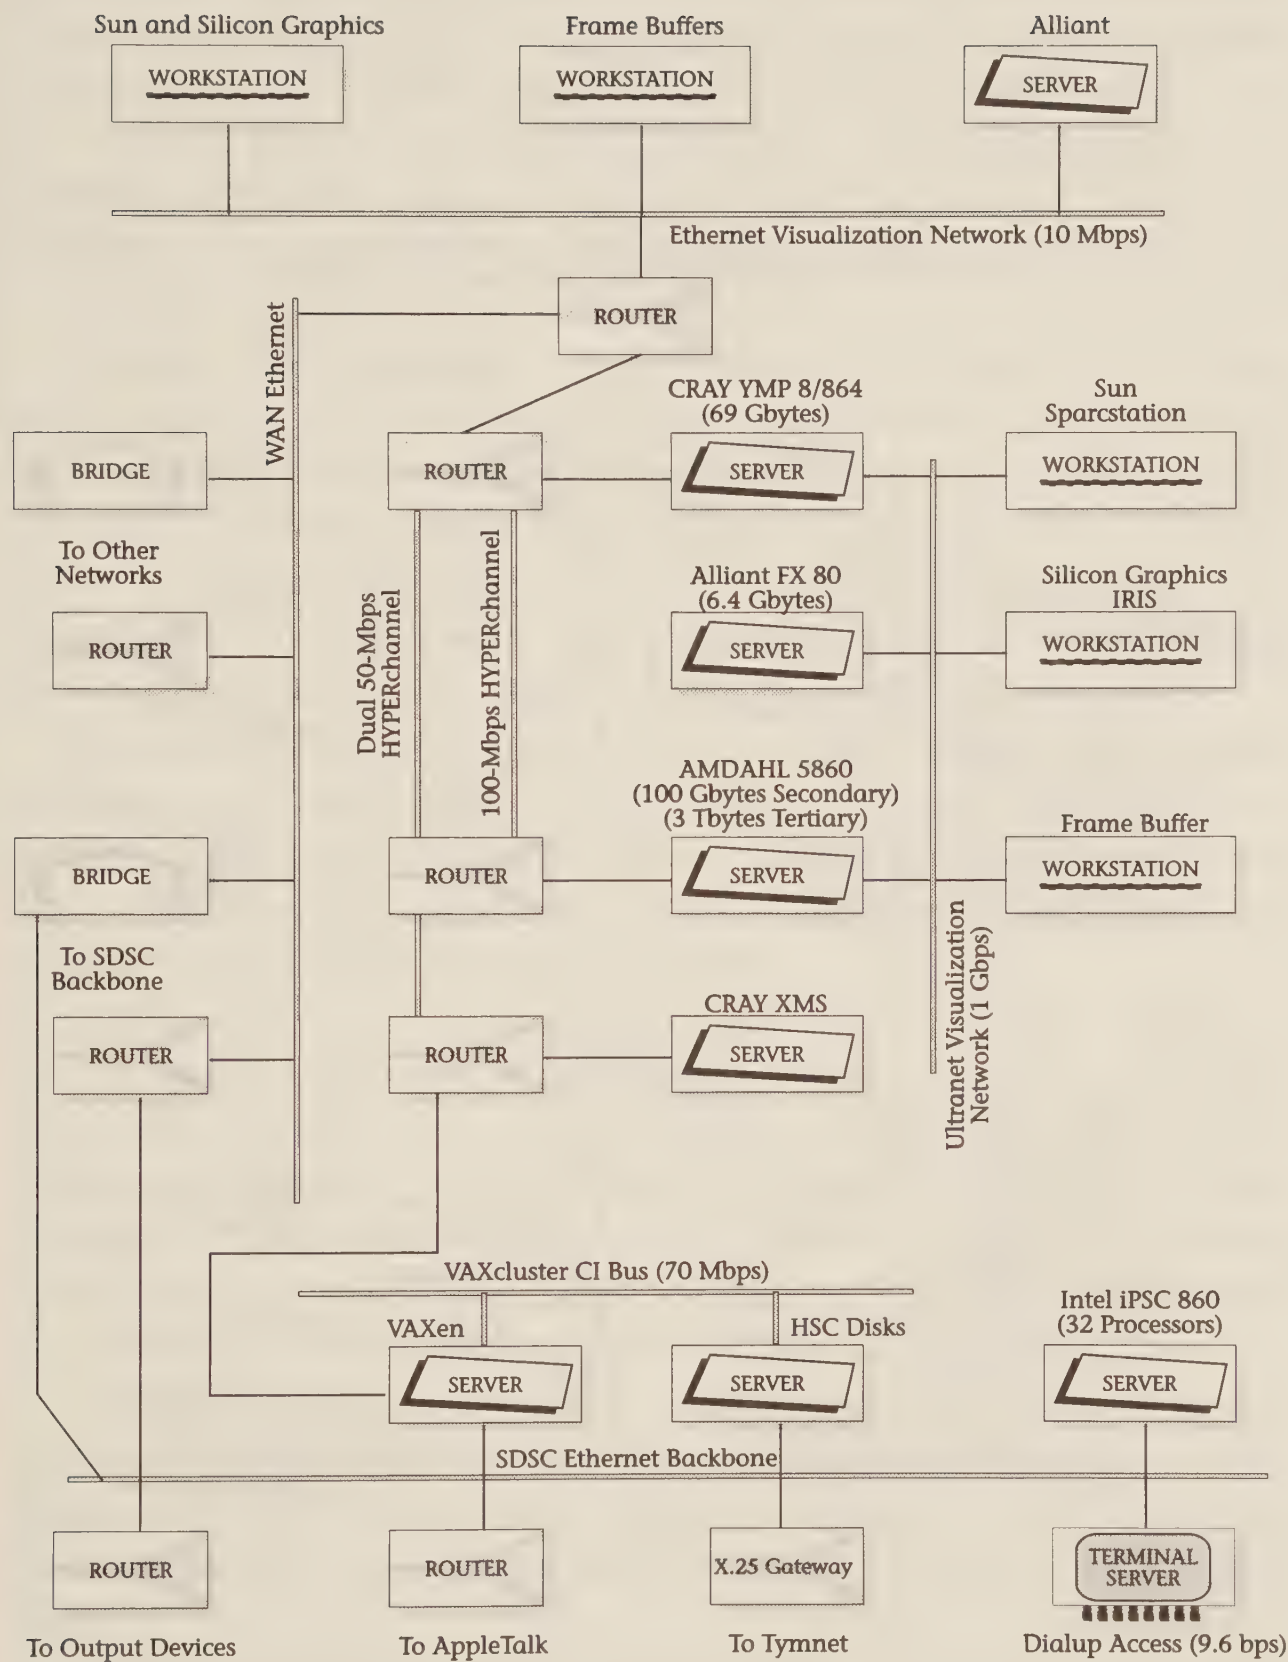 Sun and Silicon Graphics
WORKSTATION
Frame Buffers
WORKSTATION
Alliant
SERVER
Ethernet Visualization Network (10 Mbps)
ROUTER
WAN Ethernet
BRIDGE
To Other
Networks
ROUTER
BRIDGE
To SDSC
Backbone
ROUTER
ROUTER
Dual 50-Mbps
HYPERchannel
100-Mbps HYPERchannel
ROUTER
ROUTER
CRAY YMP 8/864
(69 Gbytes)
SERVER
Alliant FX 80
(6.4 Gbytes)
SERVER
AMDAHL 5860
(100 Gbytes Secondary)
(3 Tbytes Tertiary)
SERVER
CRAY XMS
SERVER
Sun
Sparcstation
WORKSTATION
Silicon Graphics
IRIS
WORKSTATION
Frame Buffer
WORKSTATION
Ultranet Visualization
Network (1 Gbps)
VAXcluster CI Bus (70 Mbps)
VAXen
SERVER
HSC Disks
SERVER
Intel iPSC 860
(32 Processors)
SERVER
SDSC Ethernet Backbone
ROUTER
To Output Devices
ROUTER
To AppleTalk
X.25 Gateway
To Tymnet
TERMINAL
SERVER
Dialup Access (9.6 bps)